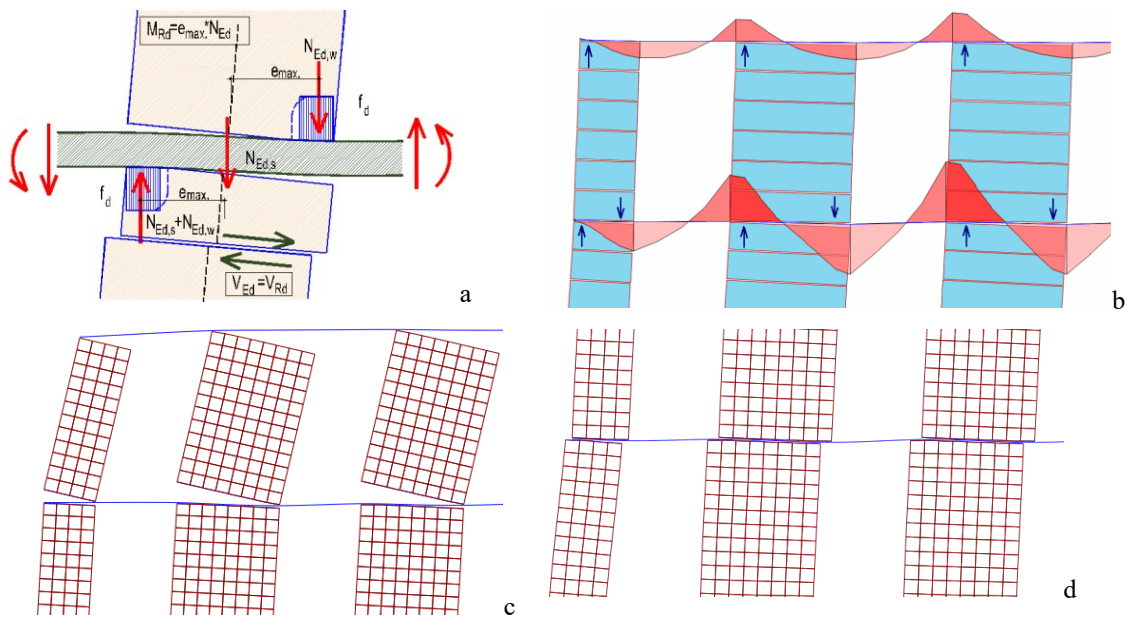 M_Rd=e_max.*N_Ed
N_Ed,w
e_max.
f_d
N_Ed,s
f_d
e_max.
N_Ed,s+N_Ed,w
V_Ed=V_Rd
a
b
c
d